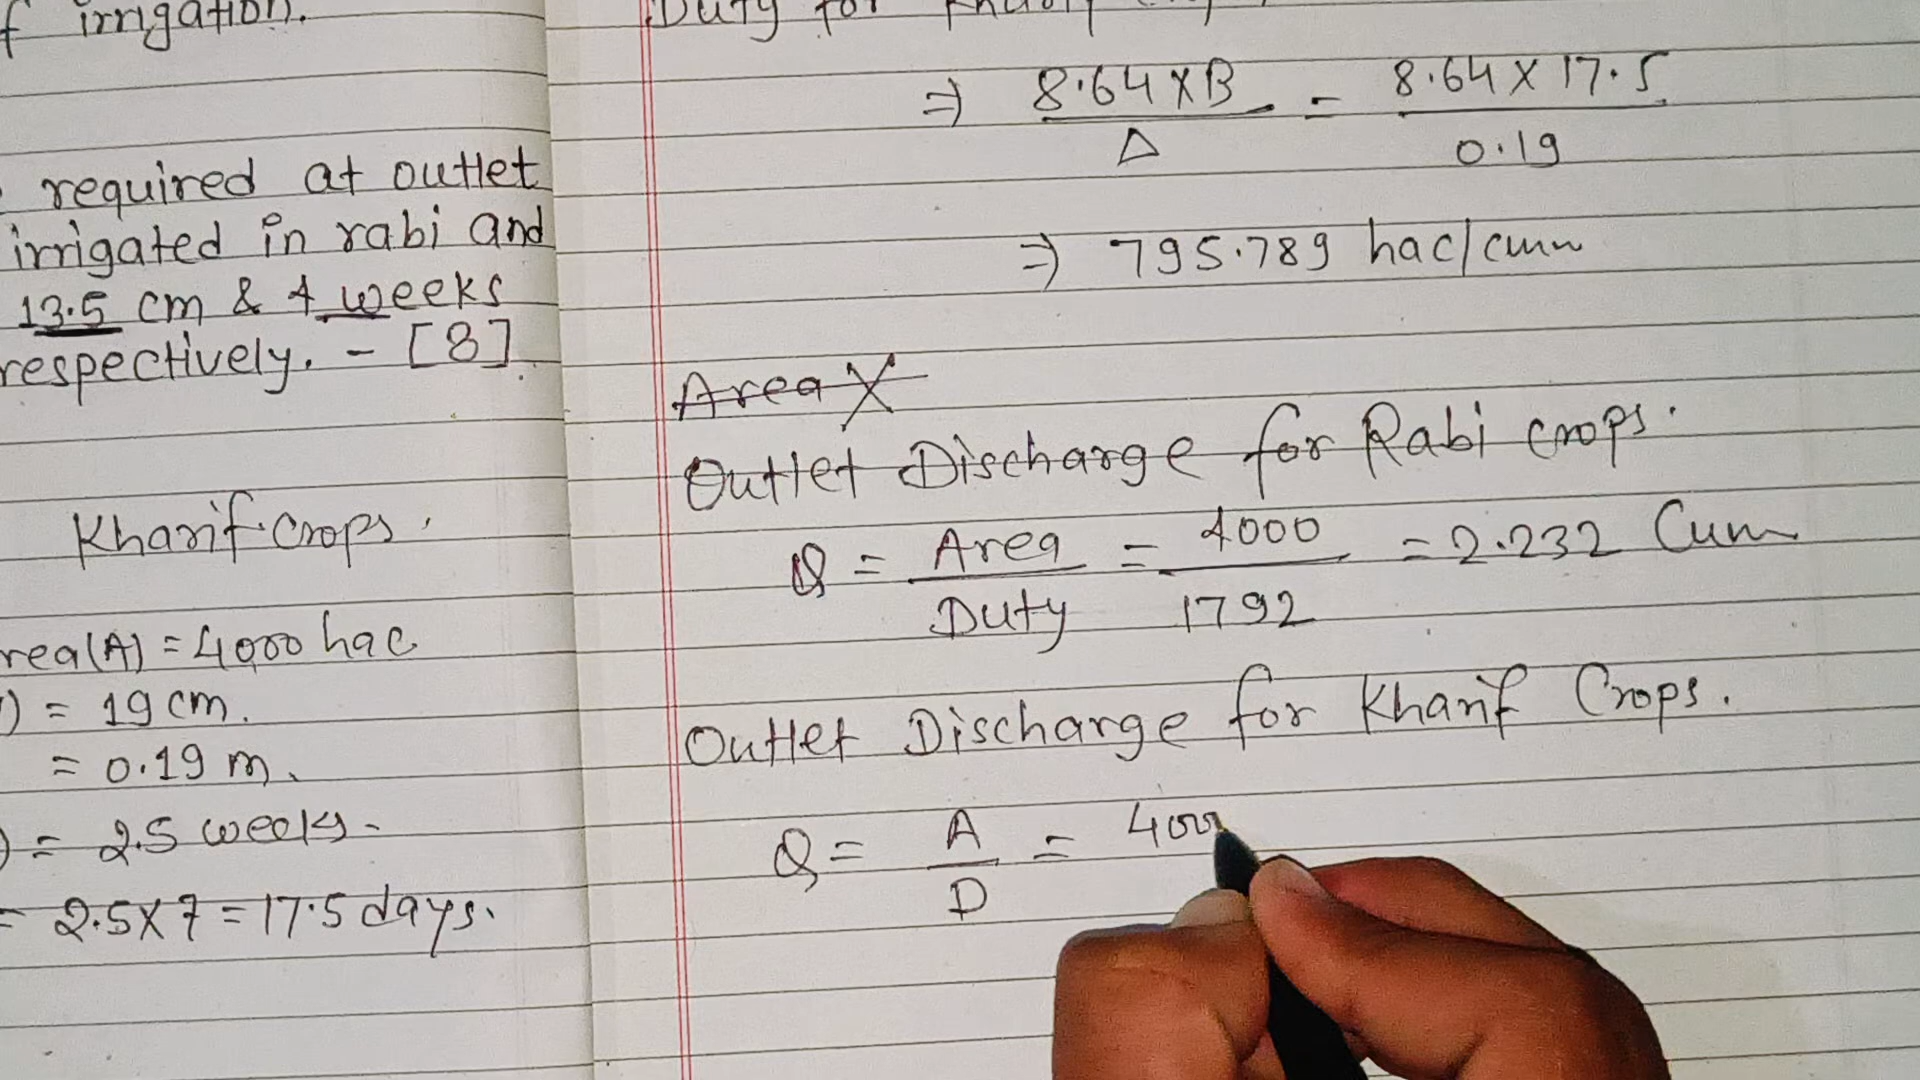 f irrigation.
required at outlet
irrigated in rabi and
13.5 cm & 4 weeks
respectively. - [8]
Kharif Crops.
rea(A) = 4000 hac
) = 19 cm.
= 0.19 m.
) = 2.5 weeks.
= 2.5 x 7 = 17.5 days.
Duty for
⇒ 8.64 x B / Δ = 8.64 x 17.5 / 0.19
⇒ 795.789 hac/cum
Area X
Outlet Discharge for Rabi crops.
Q = Area / Duty = 4000 / 1792 = 2.232 Cum
Outlet Discharge for Kharif Crops.
Q = A / D = 4000